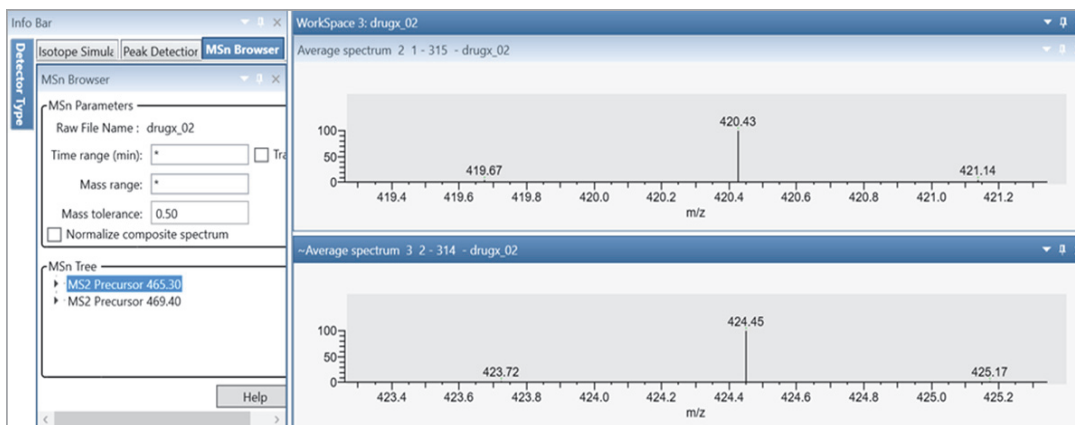 Info Bar
Detector Type
Isotope Simula Peak Detection MSn Browser
MSn Browser
MSn Parameters
Raw File Name : drugx_02
Time range (min): * Tra
Mass range: *
Mass tolerance: 0.50
Normalize composite spectrum
MSn Tree
MS2 Precursor 465.30
MS2 Precursor 469.40
Help
WorkSpace 3: drugx_02
Average spectrum 2 1 - 315 - drugx_02
420.43
100
50
0
419.67
421.14
419.4 419.6 419.8 420.0 420.2 420.4 420.6 420.8 421.0 421.2
m/z
~Average spectrum 3 2 - 314 - drugx_02
424.45
100
50
0
423.72
425.17
423.4 423.6 423.8 424.0 424.2 424.4 424.6 424.8 425.0 425.2
m/z